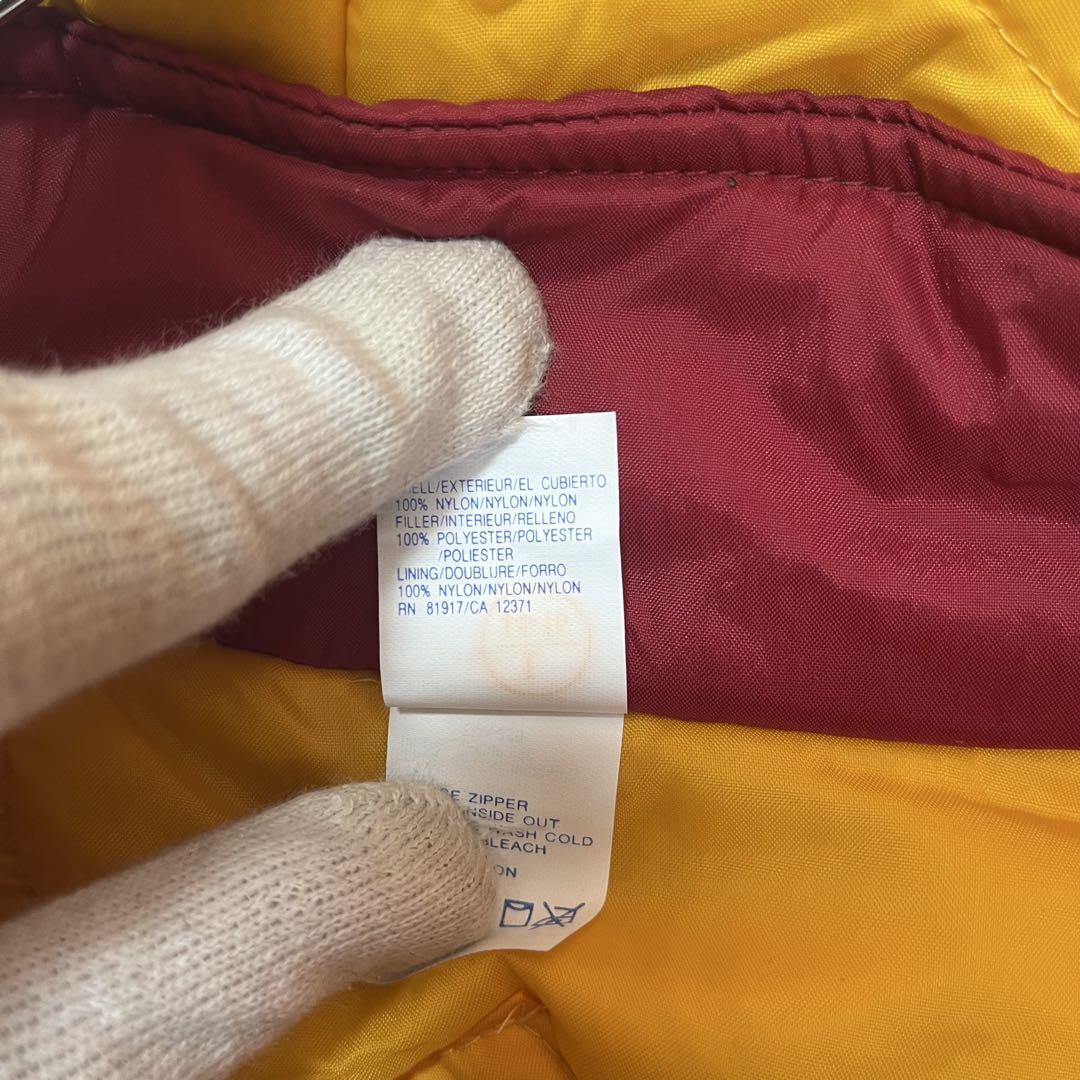 /EXTERIEUR/EL CUBIERTO
100% NYLON/NYLON/NYLON
FILLER/INTERIEUR/RELLENO
100% POLYESTER/POLYESTER
/POLIESTER
LINING/DOUBLURE/FORRO
100% NYLON/NYLON/NYLON
RN 81917/CA 12371
ZIPPER
INSIDE OUT
WASH COLD
BLEACH